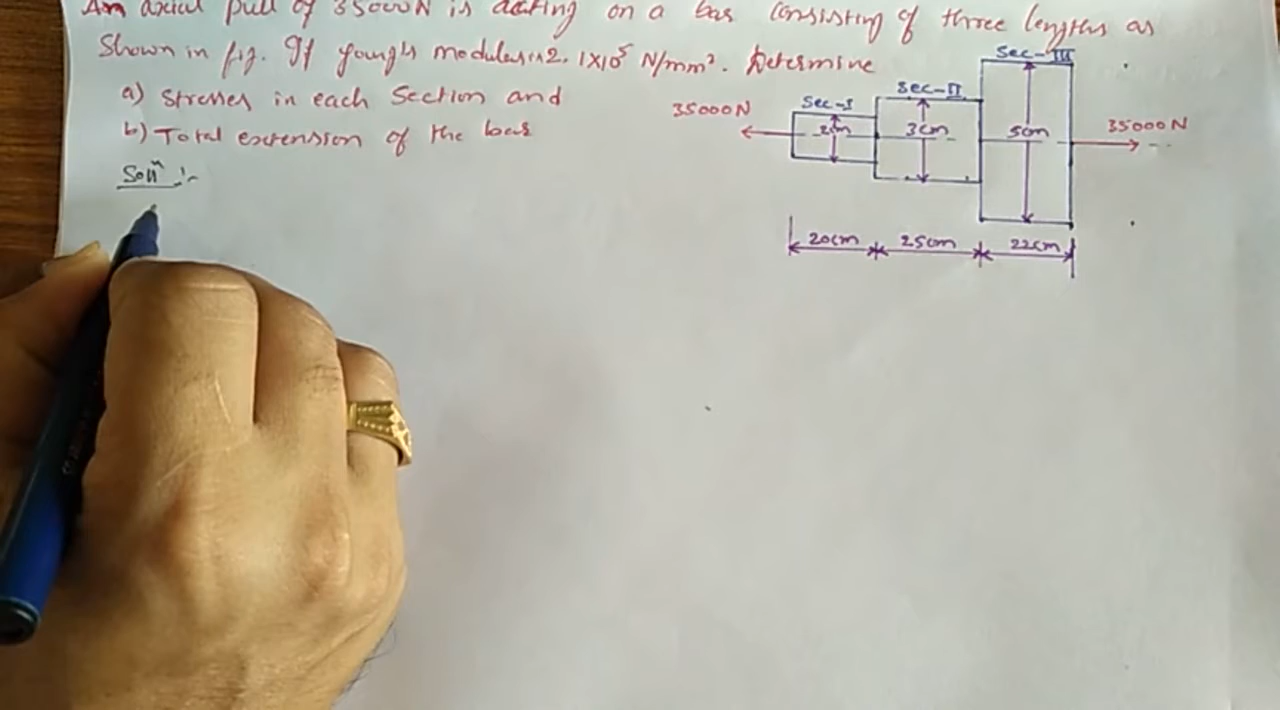 An axial pull of 35000N is acting on a bar consisting of three lengths as
shown in fig. If young's modulus = 2.1x10⁵ N/mm². Determine
a) Stresses in each section and
b) Total extension of the bar
Solⁿ :-
Sec-I
Sec-II
Sec-III
35000N
2cm
3cm
5cm
35000N
20cm
25cm
22cm